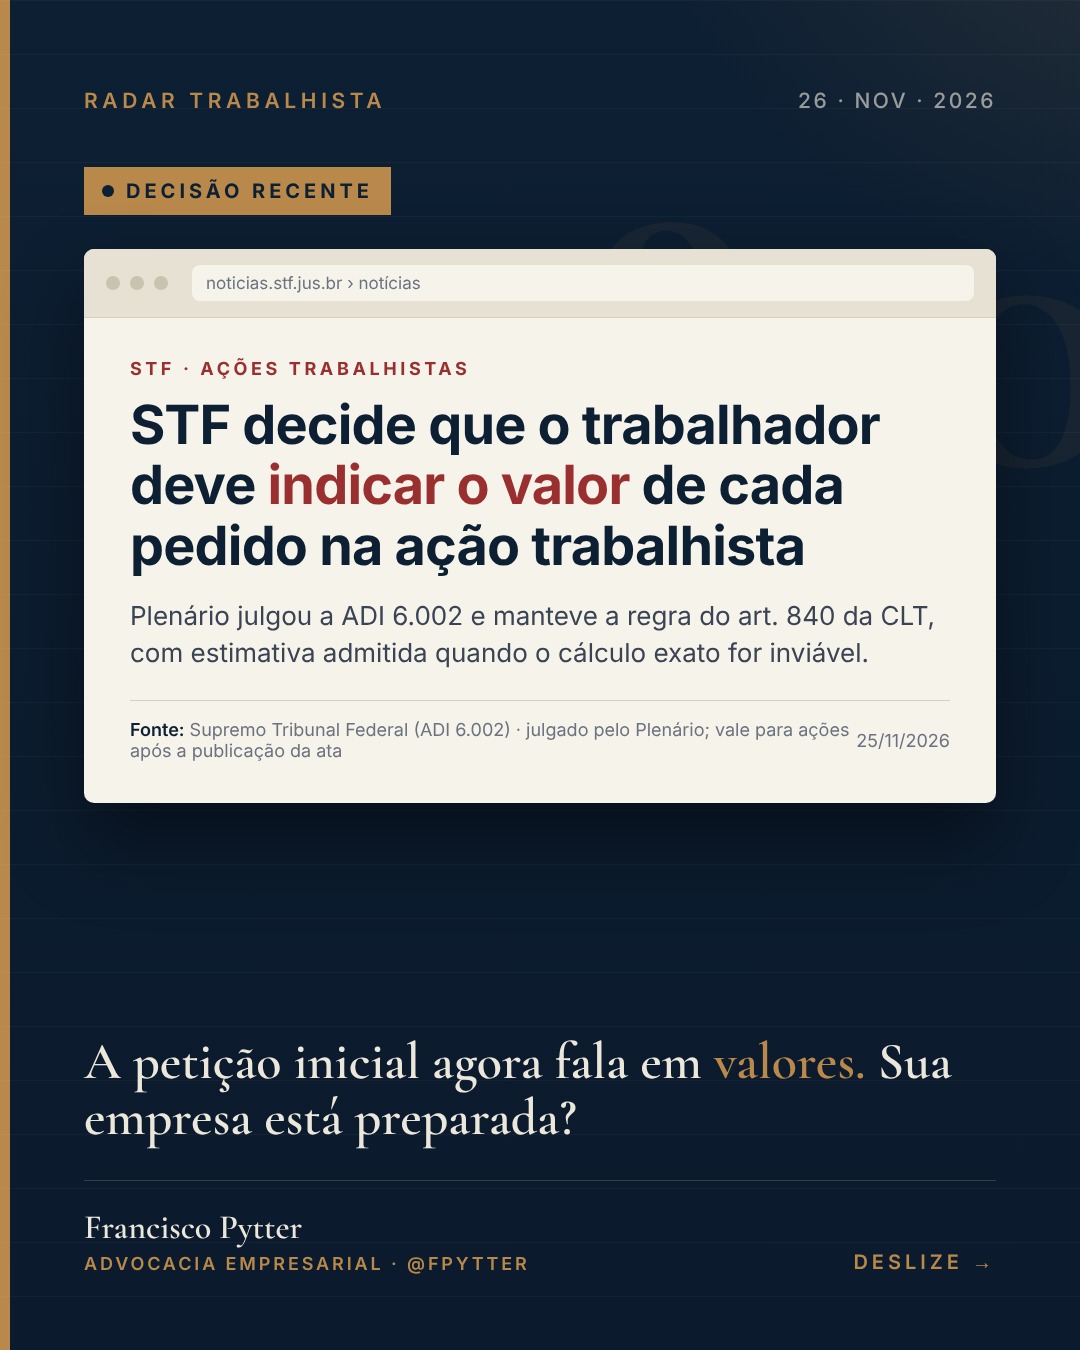 RADAR TRABALHISTA
26 · NOV · 2026
DECISÃO RECENTE
noticias.stf.jus.br › notícias
STF · AÇÕES TRABALHISTAS
STF decide que o trabalhador
deve indicar o valor de cada
pedido na ação trabalhista
Plenário julgou a ADI 6.002 e manteve a regra do art. 840 da CLT,
com estimativa admitida quando o cálculo exato for inviável.
Fonte: Supremo Tribunal Federal (ADI 6.002) · julgado pelo Plenário; vale para ações
após a publicação da ata
25/11/2026
A petição inicial agora fala em valores. Sua
empresa está preparada?
Francisco Pytter
ADVOCACIA EMPRESARIAL · @FPYTTER
DESLIZE →